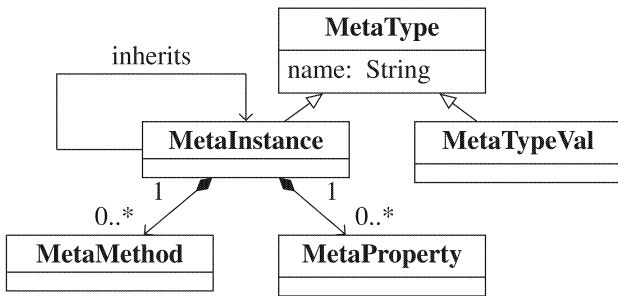 MetaType
name: String
inherits
MetaInstance
MetaTypeVal
1
1
0..*
0..*
MetaMethod
MetaProperty